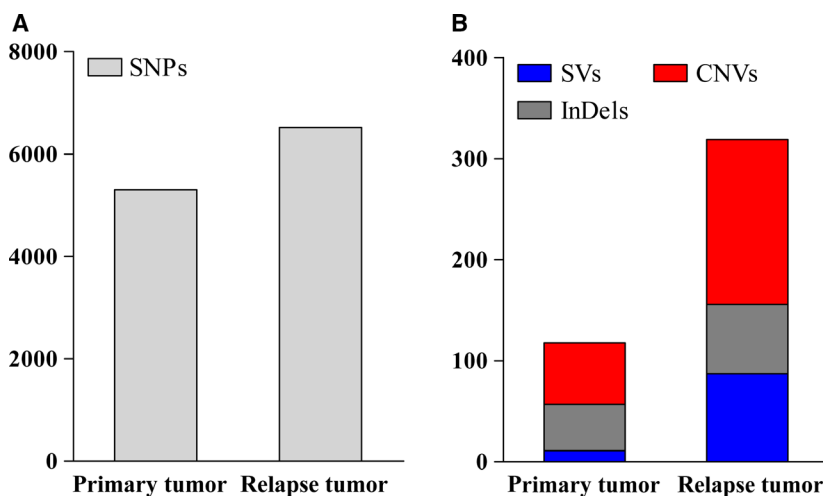 A
8000
SNPs
6000
4000
2000
0
Primary tumor Relapse tumor
B
400
SVs CNVs
InDels
300
200
100
0
Primary tumor Relapse tumor